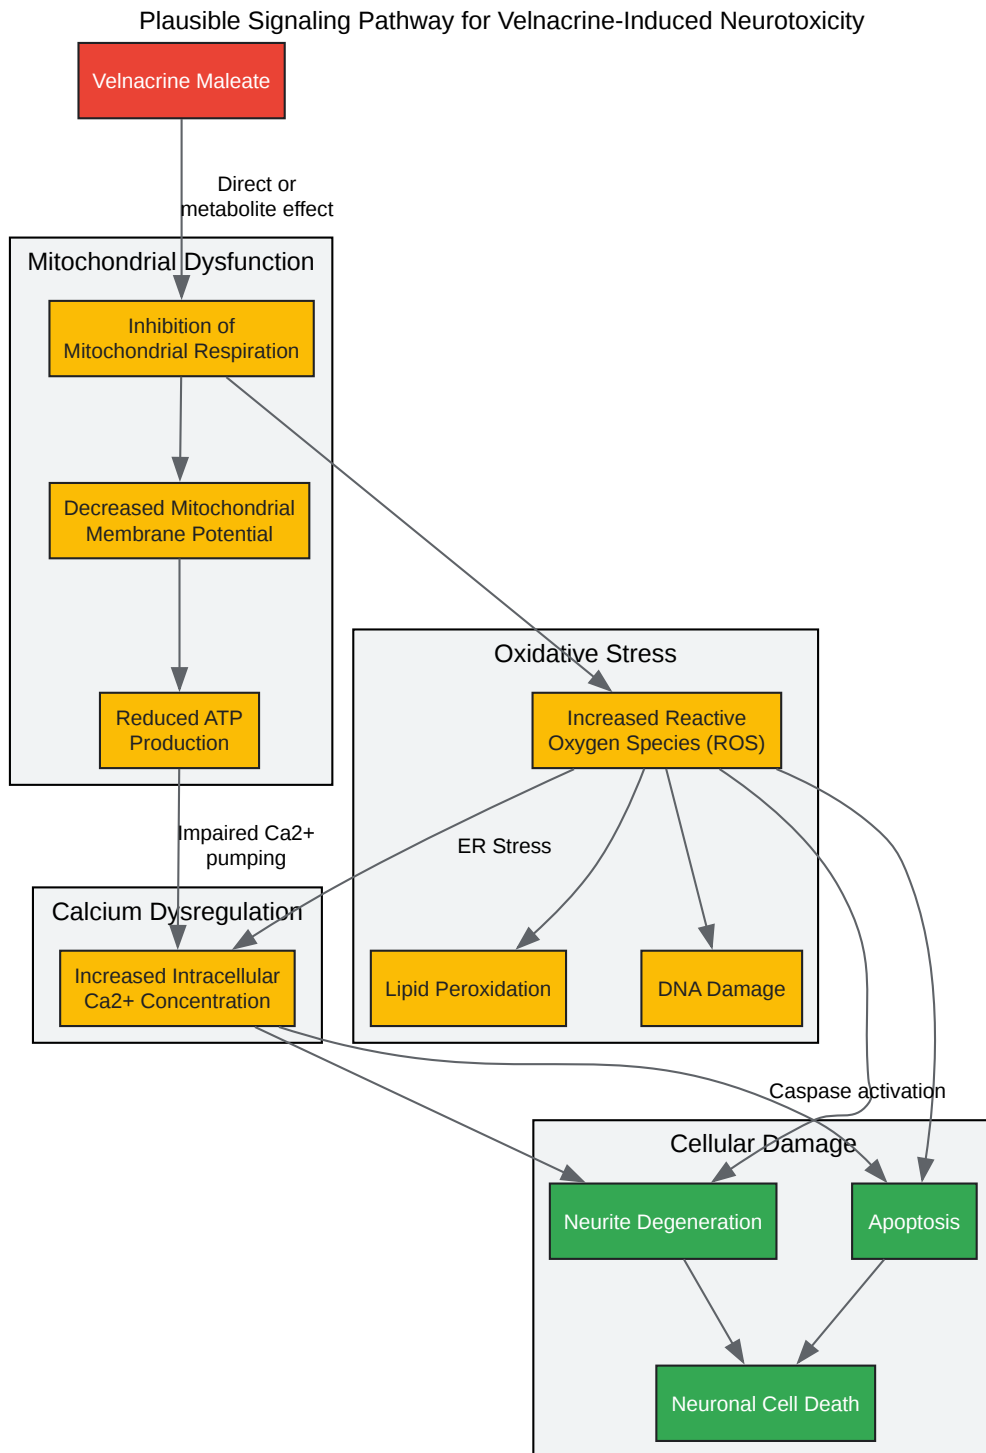 Plausible Signaling Pathway for Velnacrine-Induced Neurotoxicity
Velnacrine Maleate
Direct or
metabolite effect
Mitochondrial Dysfunction
Inhibition of
Mitochondrial Respiration
Decreased Mitochondrial
Membrane Potential
Oxidative Stress
Reduced ATP
Production
Increased Reactive
Oxygen Species (ROS)
Impaired Ca2+
pumping
ER Stress
Calcium Dysregulation
Increased Intracellular
Ca2+ Concentration
Lipid Peroxidation
DNA Damage
Caspase activation
Cellular Damage
Neurite Degeneration
Apoptosis
Neuronal Cell Death